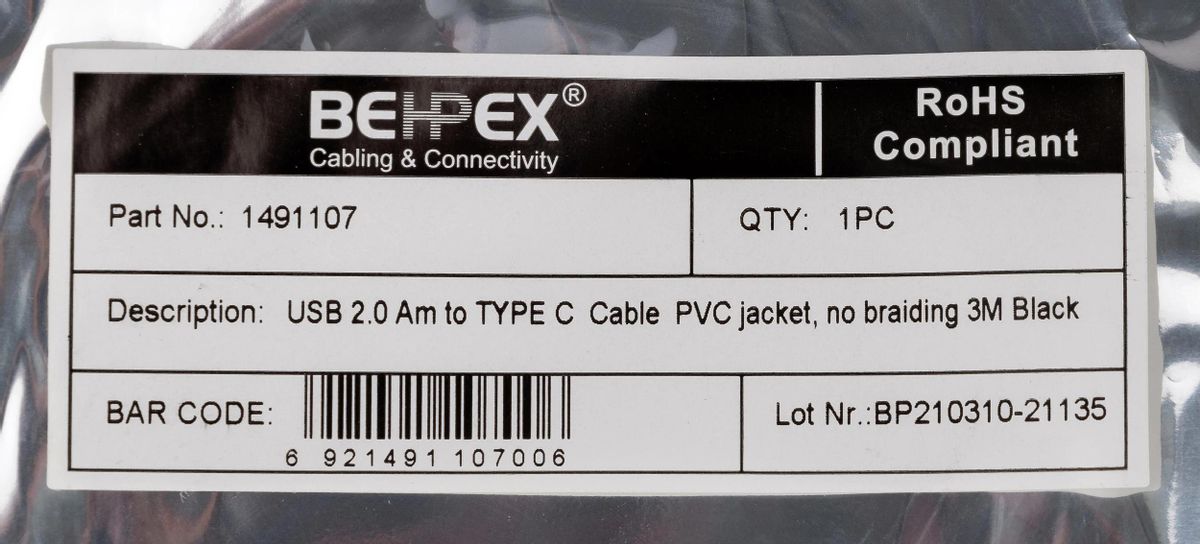 BEHPEX®
Cabling & Connectivity
RoHS
Compliant
Part No.: 1491107
QTY: 1PC
Description: USB 2.0 Am to TYPE C Cable PVC jacket, no braiding 3M Black
BAR CODE:
6 921491 107006
Lot Nr.:BP210310-21135